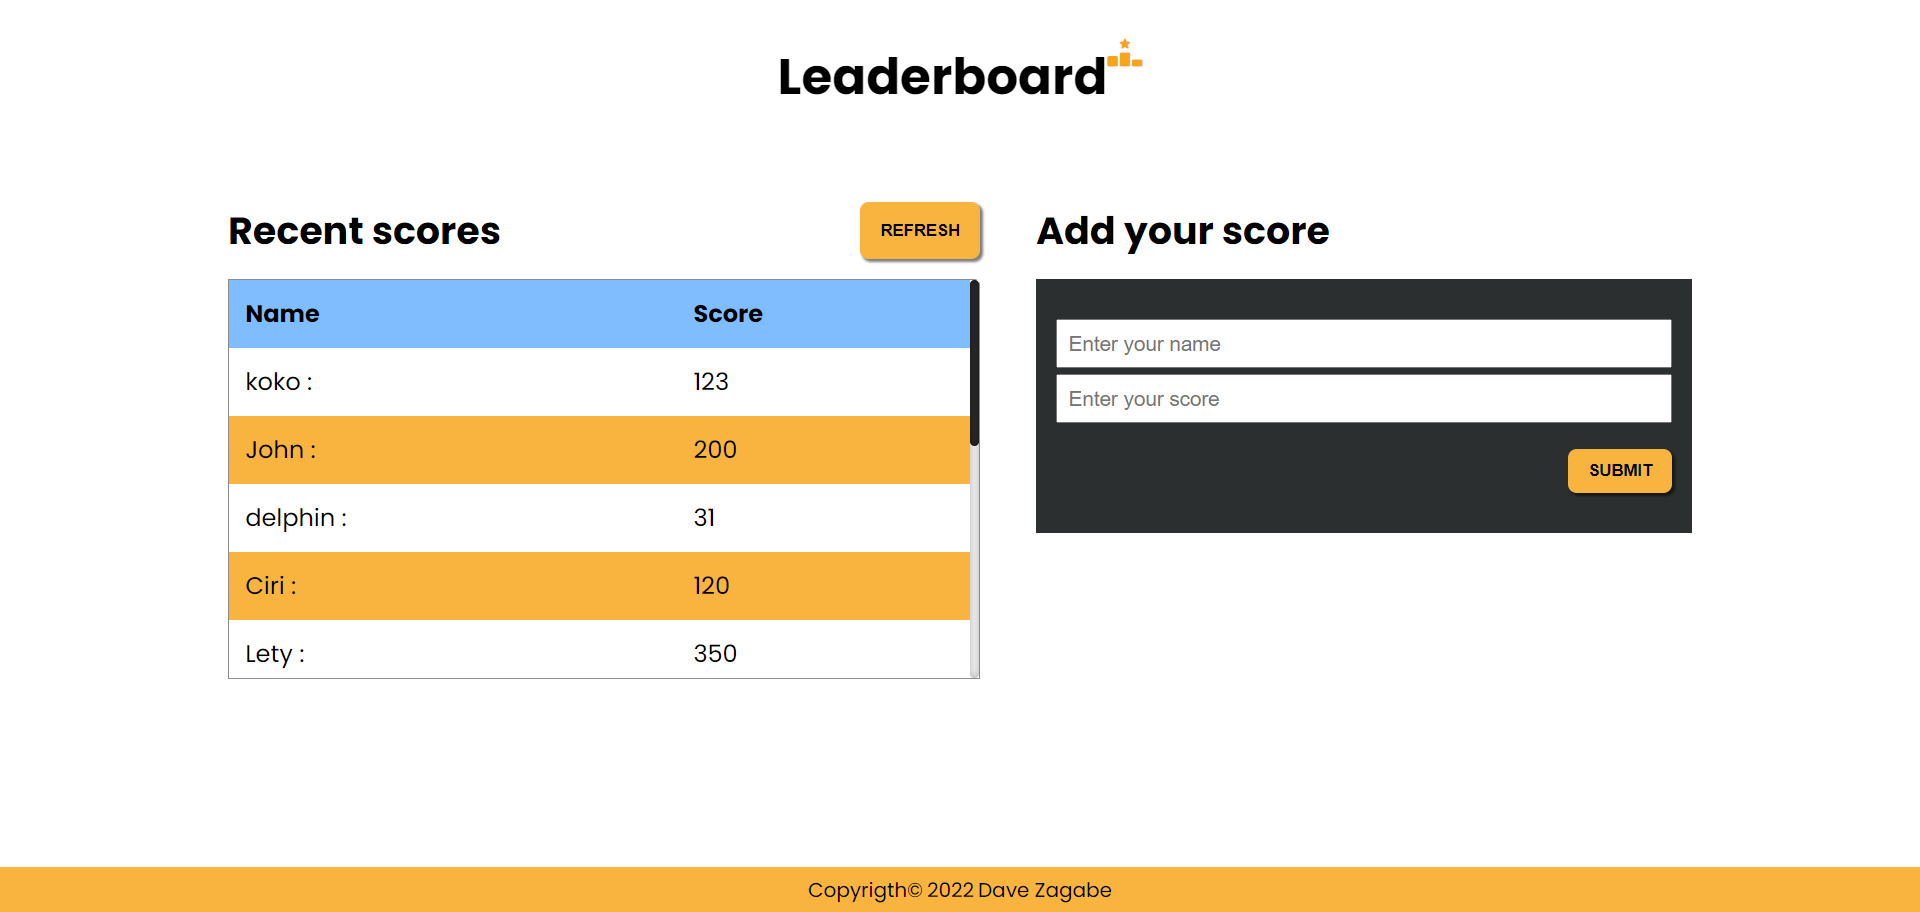 Leaderboard
Recent scores
REFRESH
Name Score
koko : 123
John : 200
delphin : 31
Ciri : 120
Lety : 350
Add your score
Enter your name
Enter your score
SUBMIT
Copyrigth© 2022 Dave Zagabe